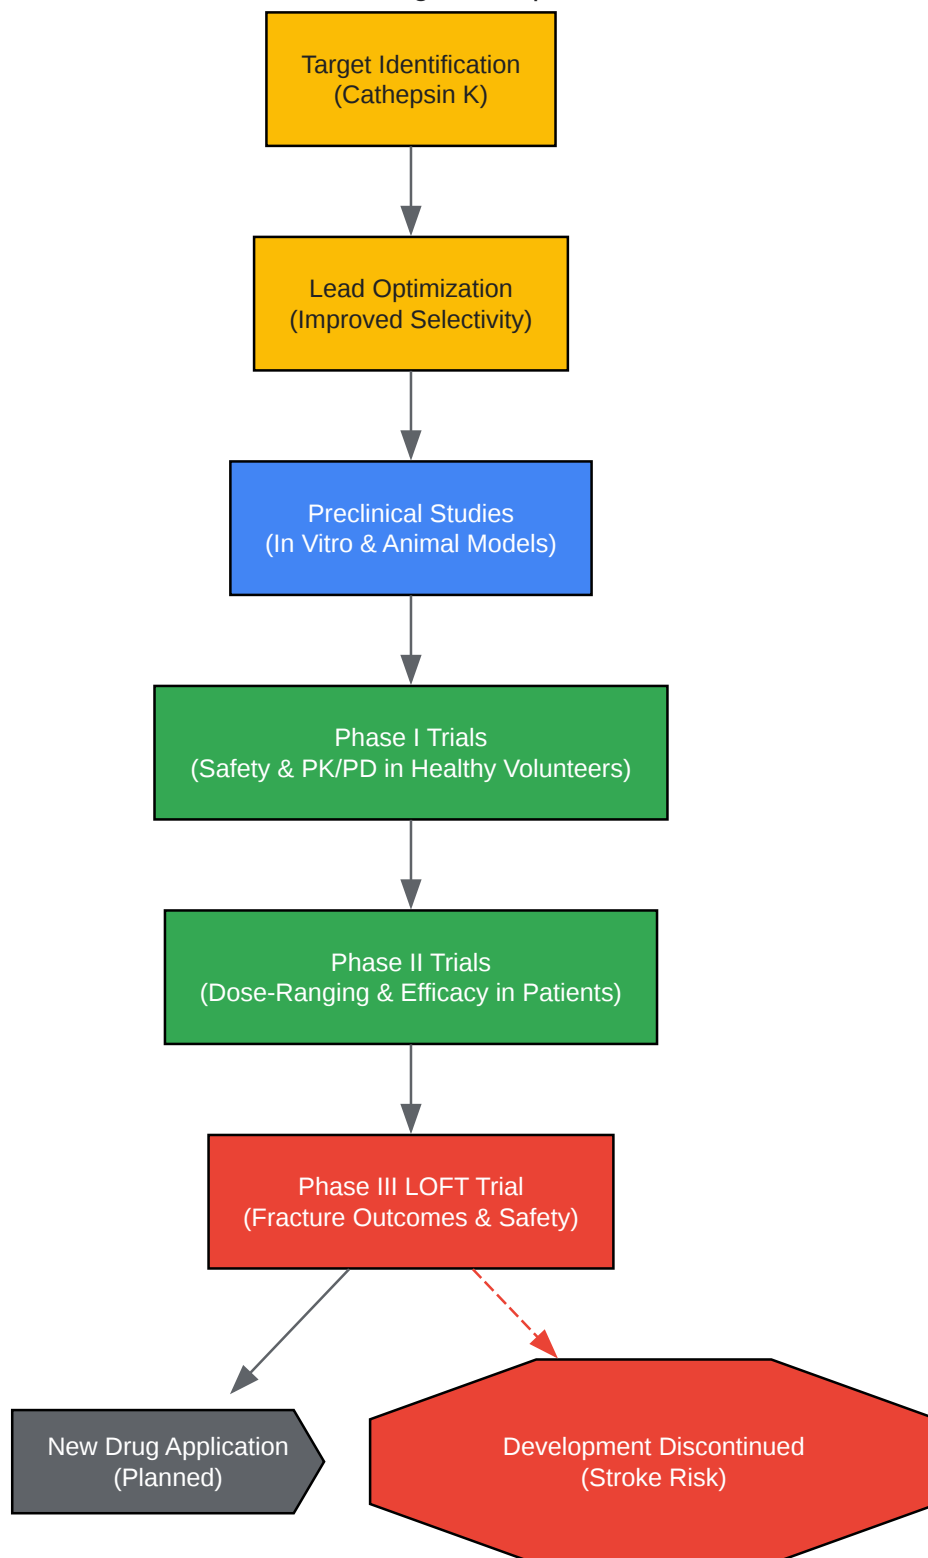 Target Identification
(Cathepsin K)
Lead Optimization
(Improved Selectivity)
Preclinical Studies
(In Vitro & Animal Models)
Phase I Trials
(Safety & PK/PD in Healthy Volunteers)
Phase II Trials
(Dose-Ranging & Efficacy in Patients)
Phase III LOFT Trial
(Fracture Outcomes & Safety)
New Drug Application
(Planned)
Development Discontinued
(Stroke Risk)